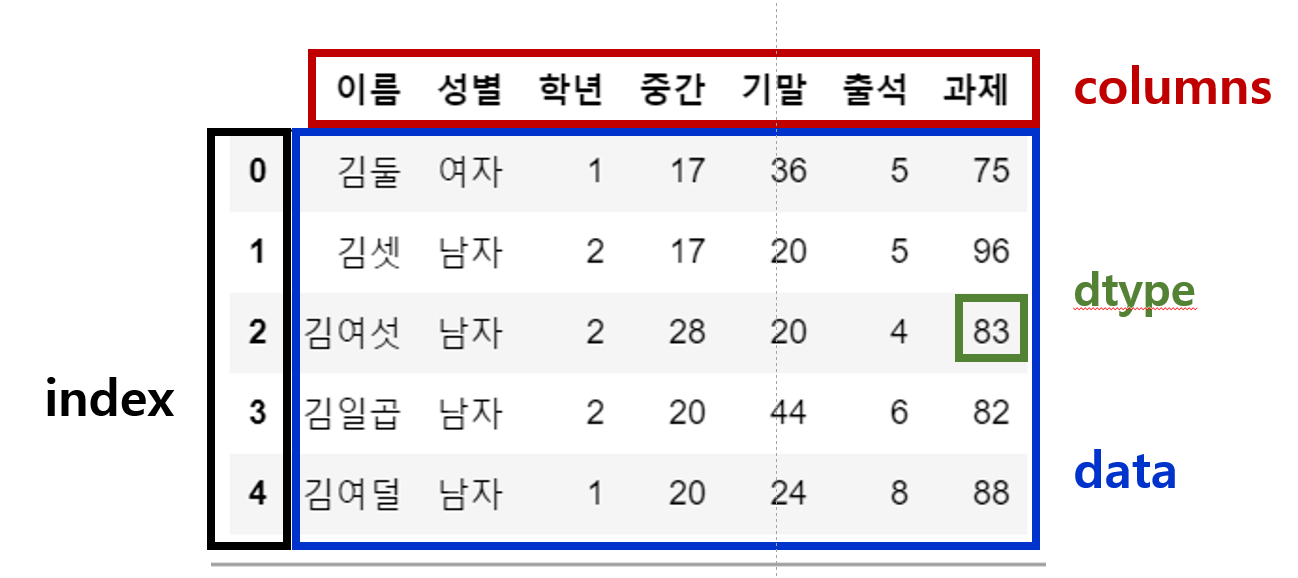 이름 성별 학년 중간 기말 출석 과제 columns
0 김둘 여자 1 17 36 5 75
1 김셋 남자 2 17 20 5 96
dtype
2 김여섯 남자 2 28 20 4 83
index
3 김일곱 남자 2 20 44 6 82
data
4 김여덜 남자 1 20 24 8 88